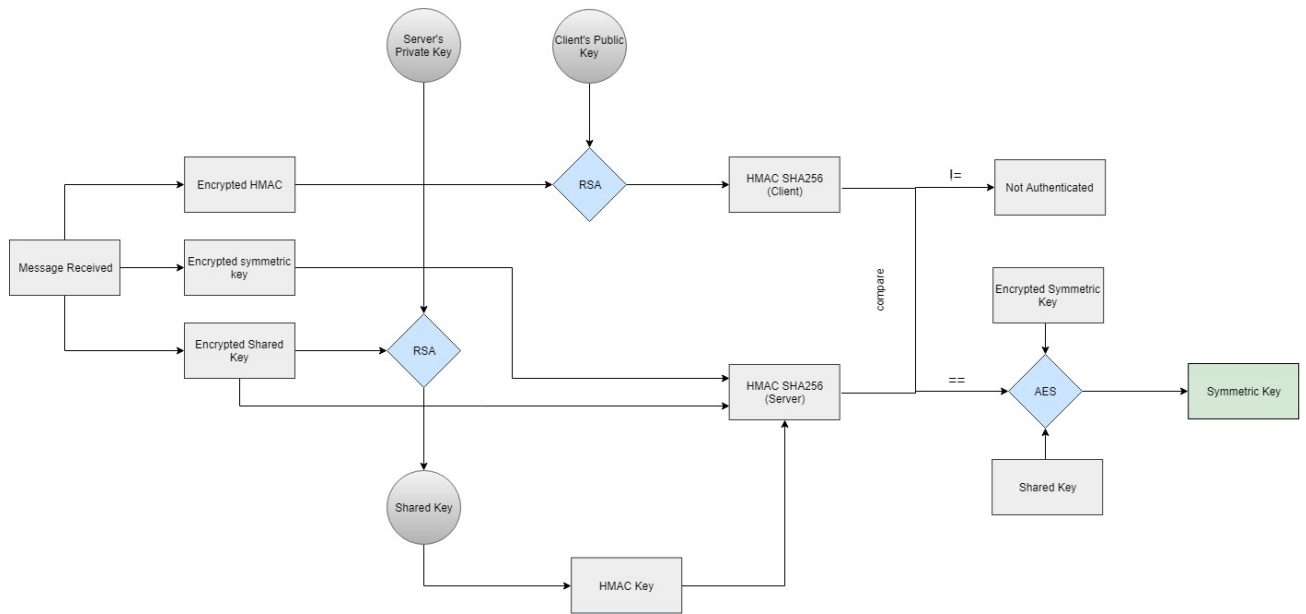 Server's
Private Key
Client's Public
Key
Encrypted HMAC
RSA
HMAC SHA256
(Client)
!=
Not Authenticated
Message Received
Encrypted symmetric
key
compare
Encrypted Symmetric
Key
Encrypted Shared
Key
RSA
HMAC SHA256
(Server)
==
AES
Symmetric Key
Shared Key
Shared Key
HMAC Key